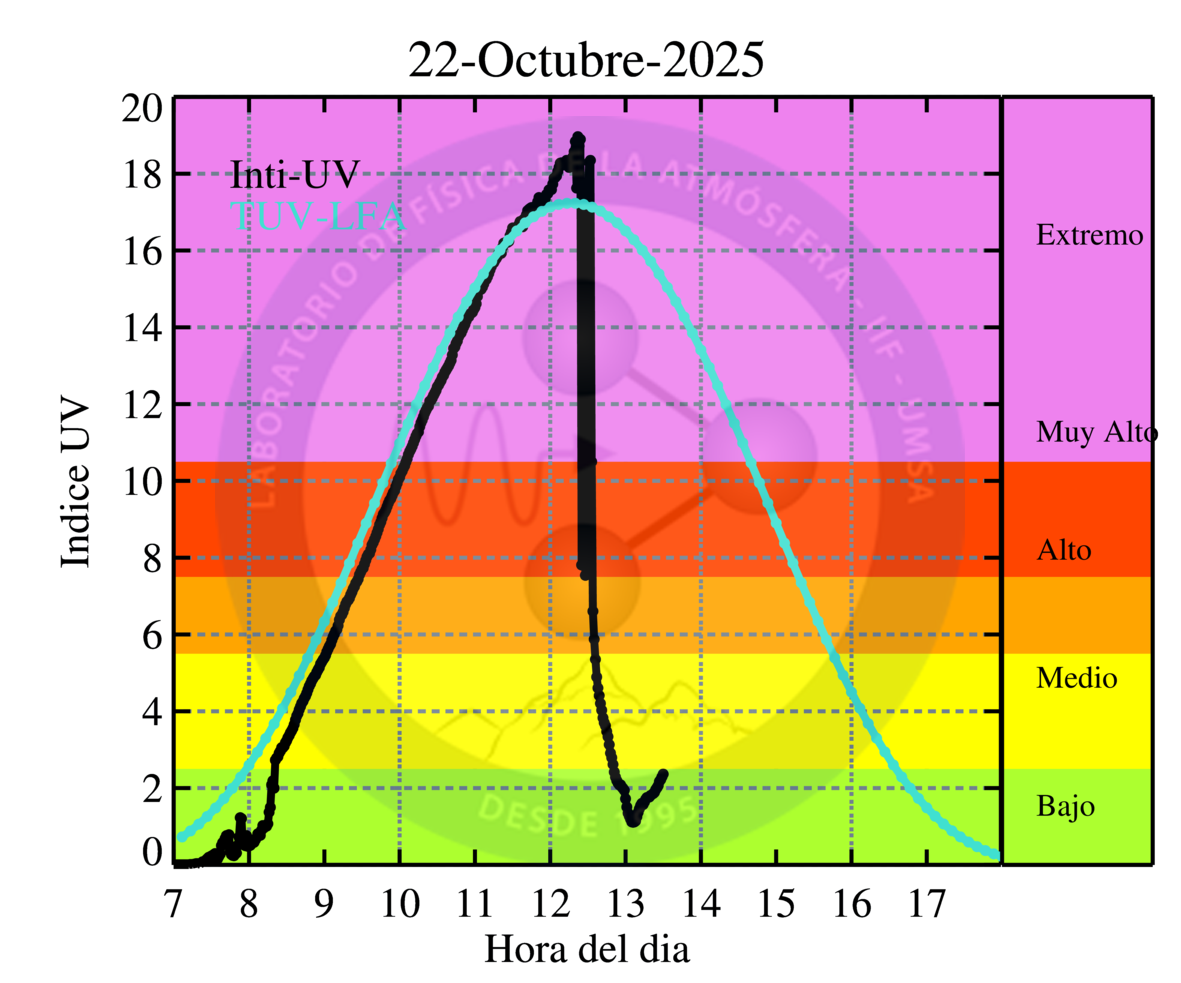 22-Octubre-2025
Inti-UV
TUV-LFA
LABORATORIO DE FÍSICA DE LA ATMÓSFERA - IIF - UMSA
DESDE 1995
Indice UV
20
18
16
14
12
10
8
6
4
2
0
Extremo
Muy Alto
Alto
Medio
Bajo
7 8 9 10 11 12 13 14 15 16 17
Hora del dia